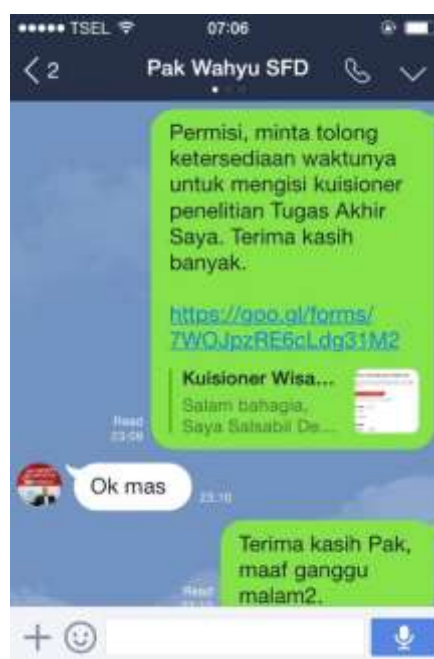 TSEL 07:06
2 Pak Wahyu SFD
Permisi, minta tolong
ketersediaan waktunya
untuk mengisi kuisioner
penelitian Tugas Akhir
Saya. Terima kasih
banyak.
https://goo.gl/forms/
7WOJpzRE6cLdg31M2
Kuisioner Wisa...
Salam bahagia,
Saya Salsabil De...
Read
23:09
Ok mas
23.10
Terima kasih Pak,
maaf ganggu
malam2.
Read